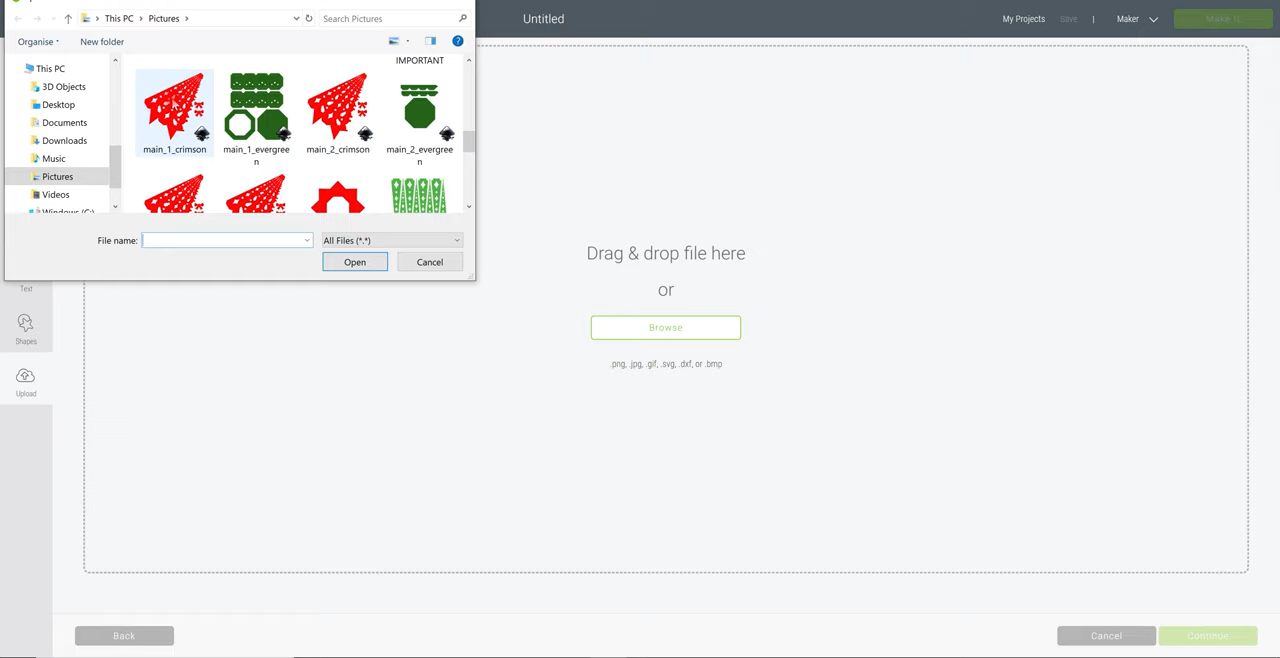 This PC
Pictures
Search Pictures
Untitled
My Projects
Save
|
Maker
Make It
Organise
New folder
This PC
3D Objects
Desktop
Documents
Downloads
Music
Pictures
Videos
Windows (C:)
IMPORTANT
main_1_crimson
main_1_evergree
n
main_2_crimson
main_2_evergree
n
File name:
All Files (*.*)
Open
Cancel
Text
Shapes
Upload
Drag & drop file here
or
Browse
.png, .jpg, .gif, .svg, .dxf, or .bmp
Back
Cancel
Continue